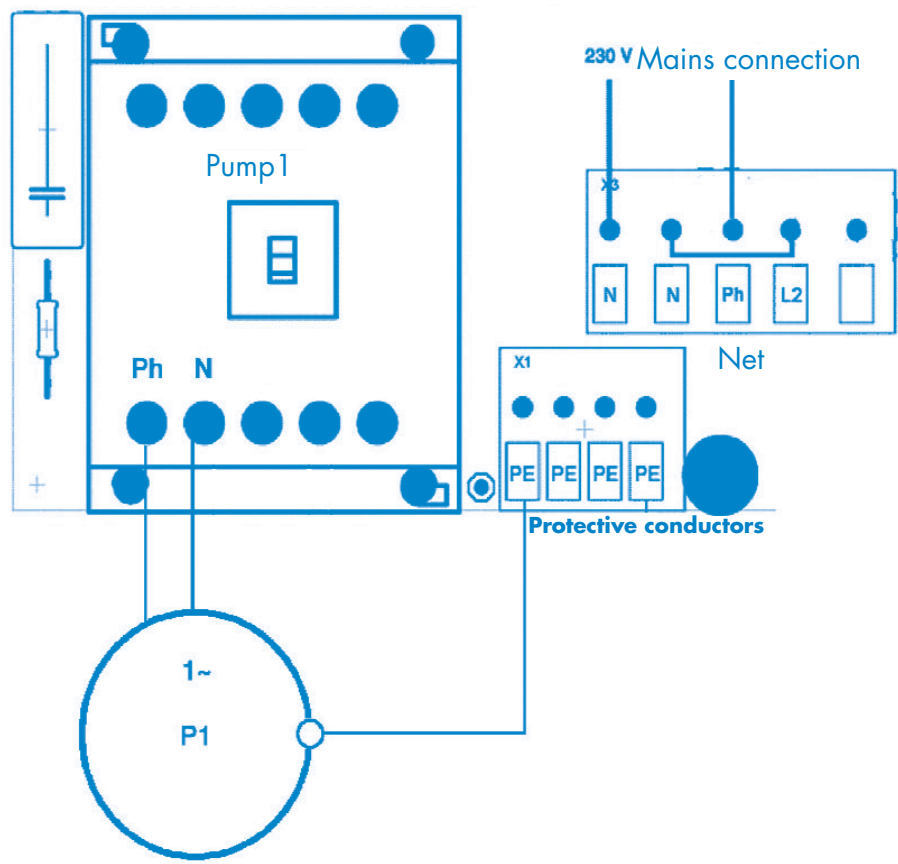 230 V Mains connection
Pump1
X3
N N Ph L2
Net
Ph N
X1
PE PE PE PE
Protective conductors
1~
P1